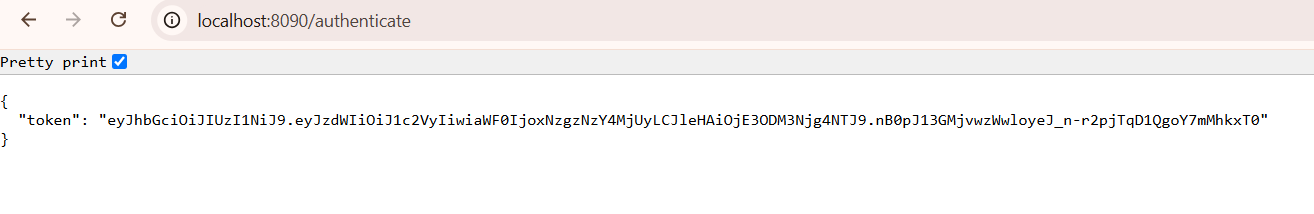 localhost:8090/authenticate
Pretty print
{
"token": "eyJhbGciOiJIUzI1NiJ9.eyJzdWIiOiJ1c2VyIiwiaWF0IjoxNzgzNzY4MjUyLCJleHAiOjE3ODM3Njg4NTJ9.nB0pJ13GMjvwzWwloyeJ_n-r2pjTqD1QgoY7mMhkxT0"
}